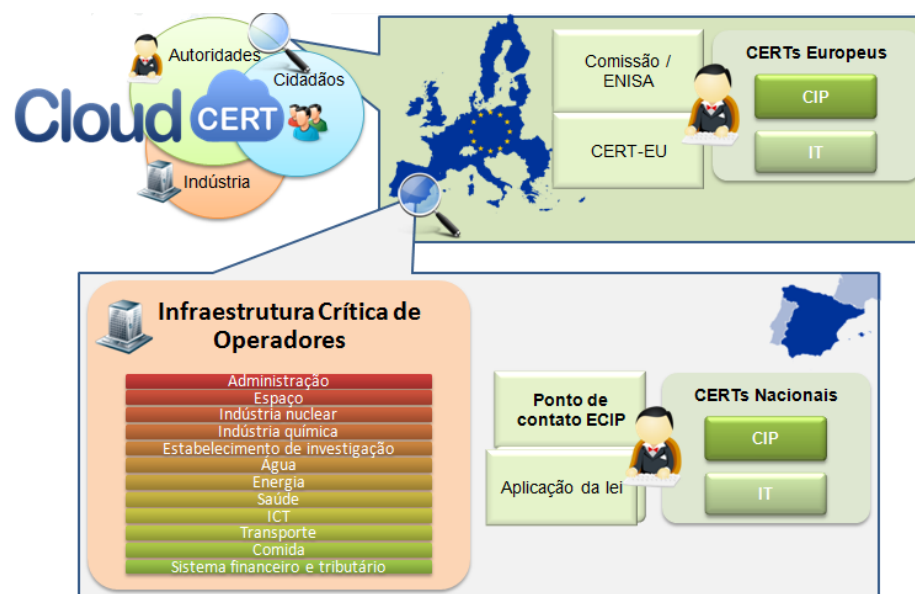 Autoridades
Cidadãos
Cloud CERT
Indústria
Comissão /
ENISA
CERT-EU
CERTs Europeus
CIP
IT
Infraestrutura Crítica de
Operadores
Administração
Espaço
Indústria nuclear
Indústria química
Estabelecimento de investigação
Água
Energia
Saúde
ICT
Transporte
Comida
Sistema financeiro e tributário
Ponto de
contato ECIP
Aplicação da lei
CERTs Nacionais
CIP
IT